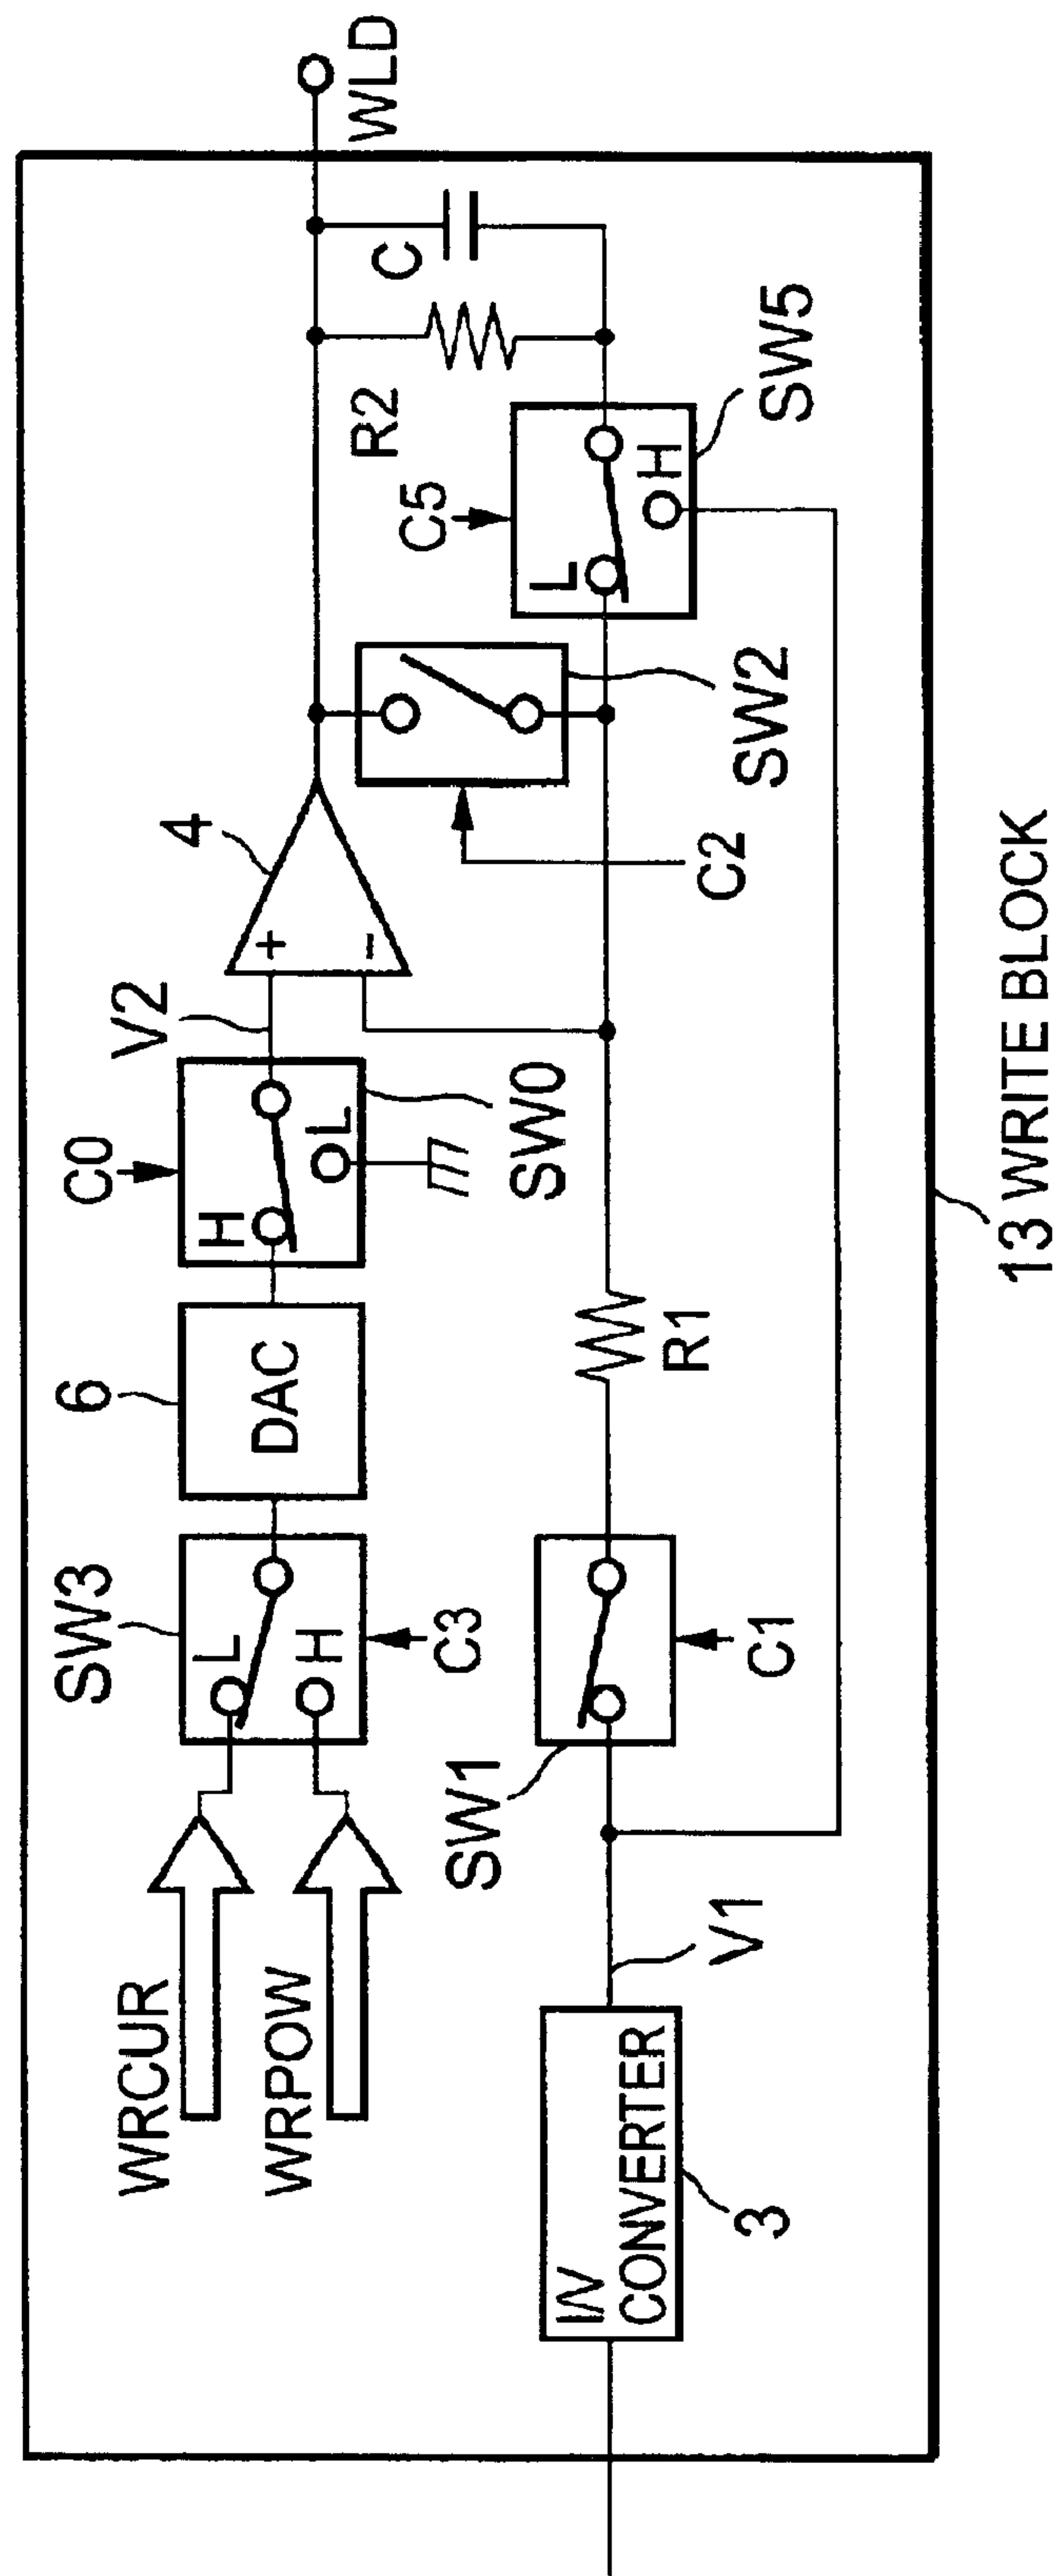 WRCUR
WRPOW
SW3
L
H
C3
6
DAC
C0
H
L
SW0
V2
4
+
−
C2
SW2
C5
L
H
SW5
R2
C
WLD
I/V
CONVERTER
3
V1
SW1
C1
R1
13 WRITE BLOCK